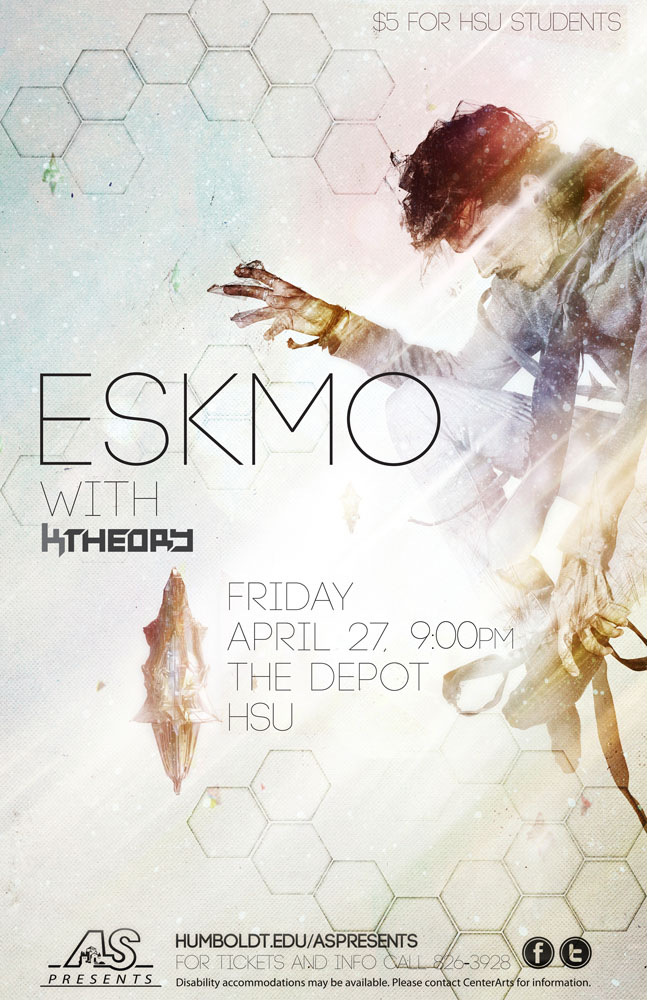 $5 FOR HSU STUDENTS
ESKMO
WITH
KTHEORY
FRIDAY
APRIL 27, 9:00PM
THE DEPOT
HSU
AS
PRESENTS
HUMBOLDT.EDU/ASPRESENTS
FOR TICKETS AND INFO CALL 826-3928
Disability accommodations may be available. Please contact CenterArts for information.